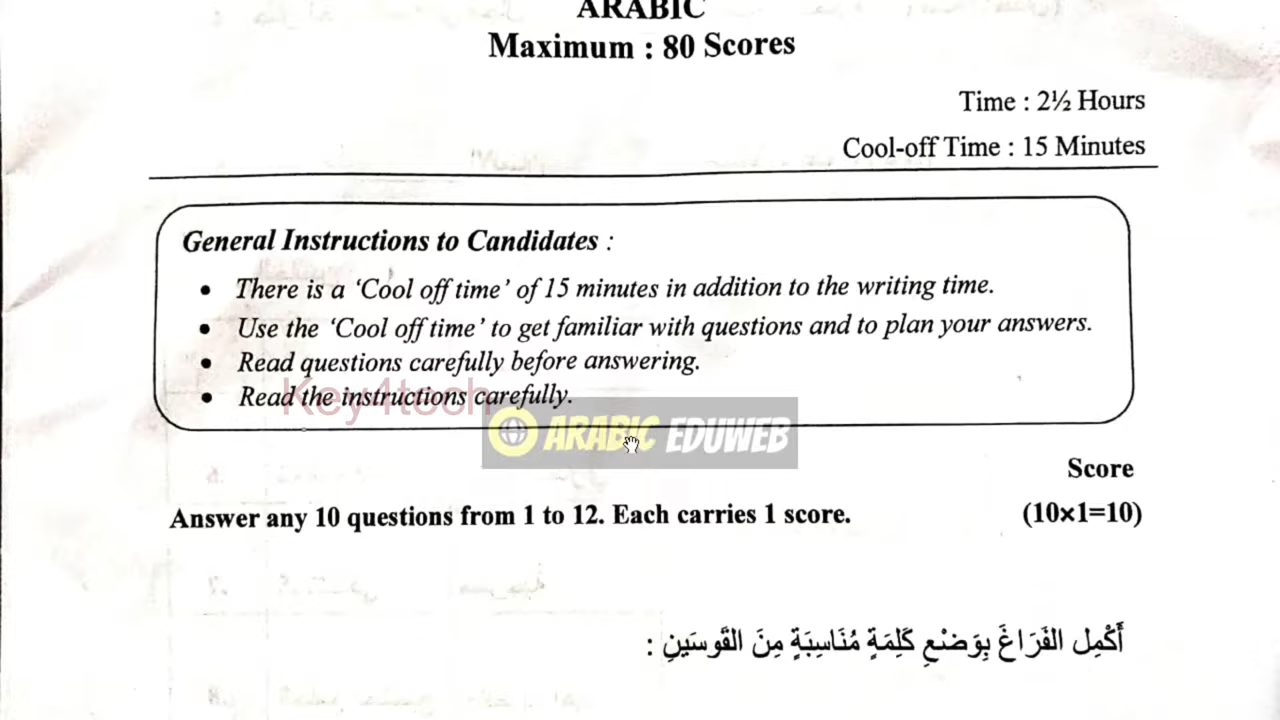 ARABIC
Maximum : 80 Scores
Time : 2½ Hours
Cool-off Time : 15 Minutes
General Instructions to Candidates :
• There is a ‘Cool off time’ of 15 minutes in addition to the writing time.
• Use the ‘Cool off time’ to get familiar with questions and to plan your answers.
• Read questions carefully before answering.
• Read the instructions carefully.
Key4tech
ARABIC EDUWEB
Score
Answer any 10 questions from 1 to 12. Each carries 1 score. (10×1=10)
أَكْمِل الفَرَاغَ بِوَضْعِ كَلِمَةٍ مُنَاسِبَةٍ مِنَ القَوسَينِ :